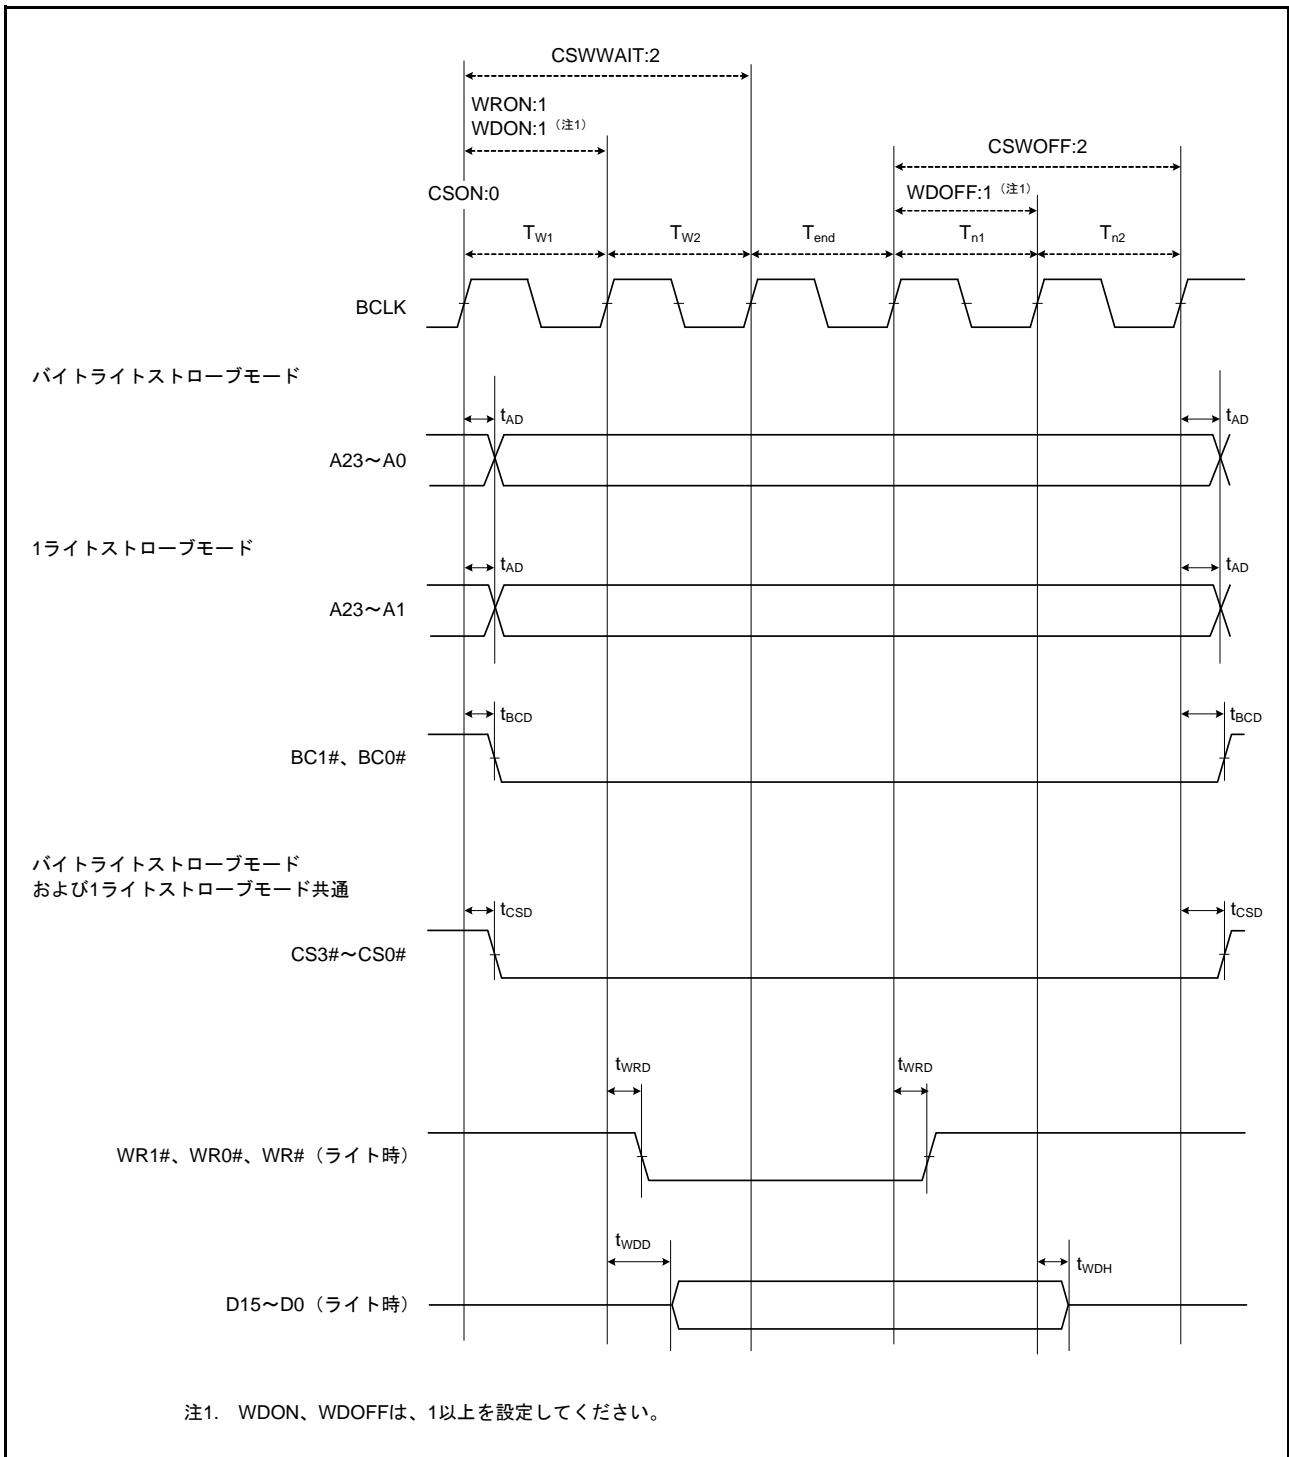 CSWWAIT:2
WRON:1
WDON:1（注1）
CSWOFF:2
WDOFF:1（注1）
CSON:0
TW1 TW2 Tend Tn1 Tn2
BCLK
バイトライトストローブモード
tAD tAD
A23～A0
1ライトストローブモード
tAD tAD
A23～A1
tBCD tBCD
BC1#、BC0#
バイトライトストローブモード
および1ライトストローブモード共通
tCSD tCSD
CS3#～CS0#
tWRD tWRD
WR1#、WR0#、WR#（ライト時）
tWDD tWDH
D15～D0（ライト時）
注1. WDON、WDOFFは、1以上を設定してください。